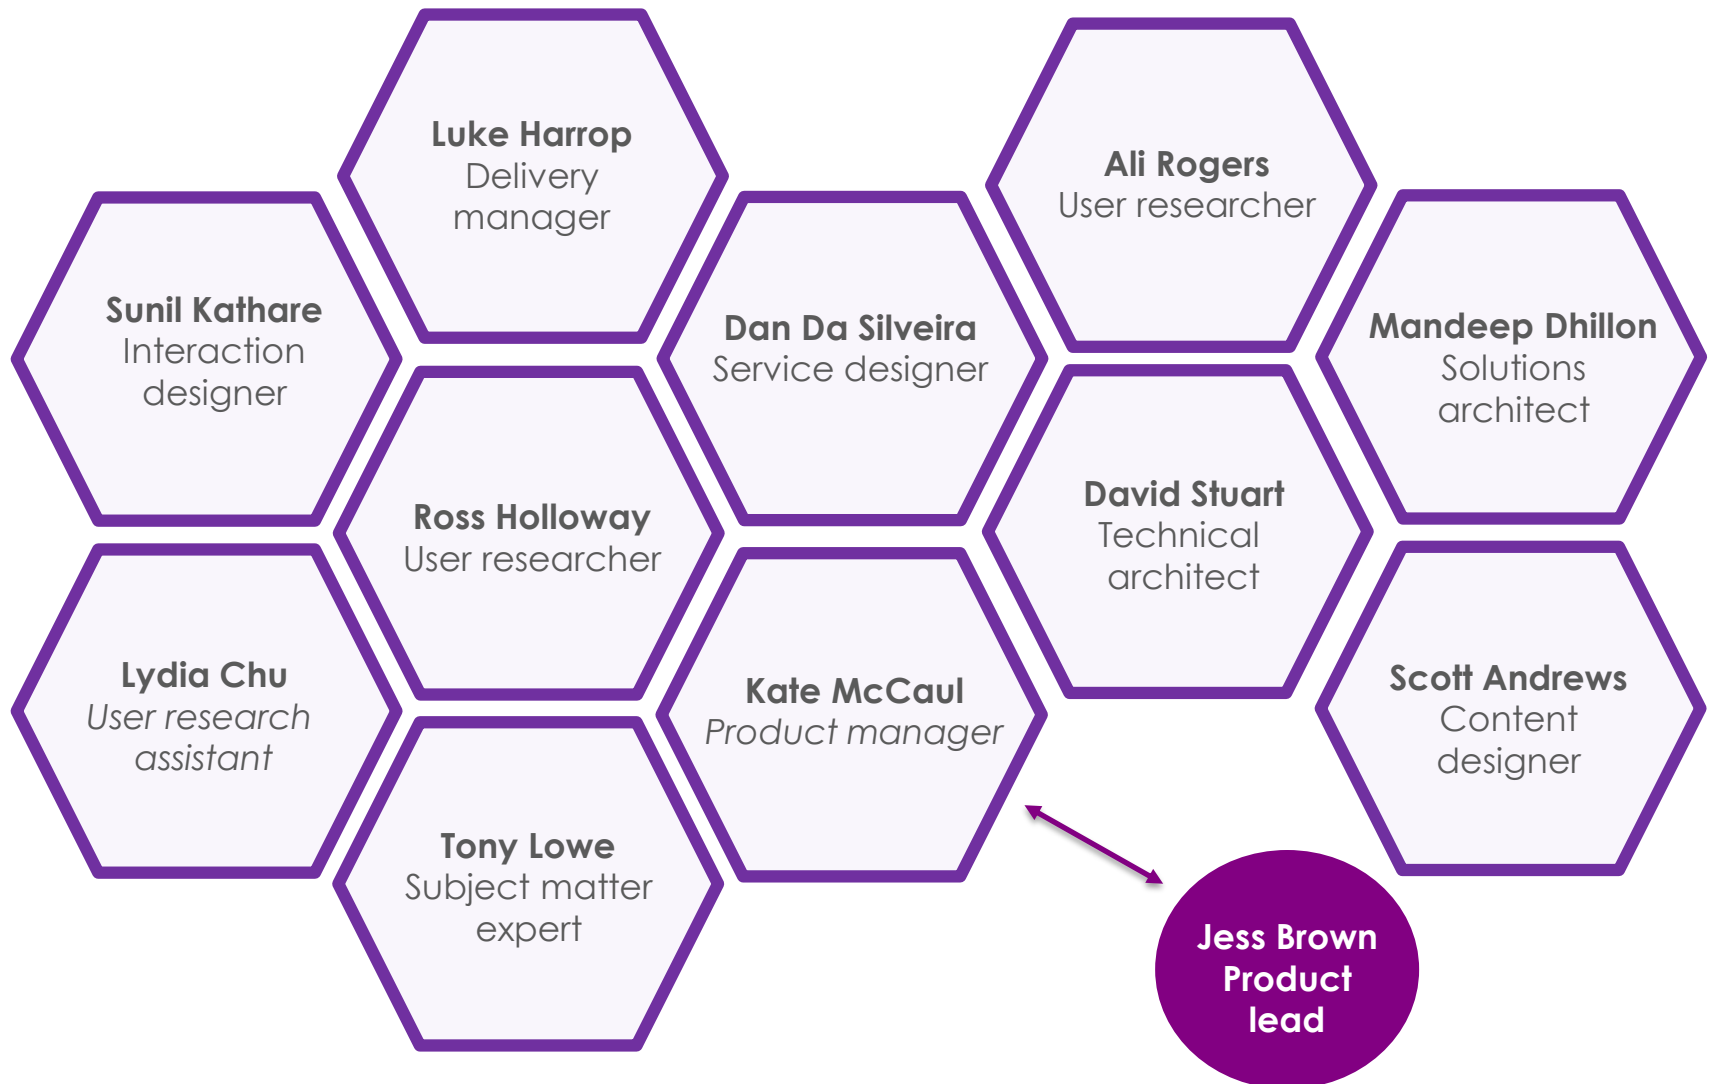 Luke Harrop
Delivery
manager
Ali Rogers
User researcher
Sunil Kathare
Interaction
designer
Dan Da Silveira
Service designer
Mandeep Dhillon
Solutions
architect
Ross Holloway
User researcher
David Stuart
Technical
architect
Lydia Chu
User research
assistant
Kate McCaul
Product manager
Scott Andrews
Content
designer
Tony Lowe
Subject matter
expert
Jess Brown
Product
lead